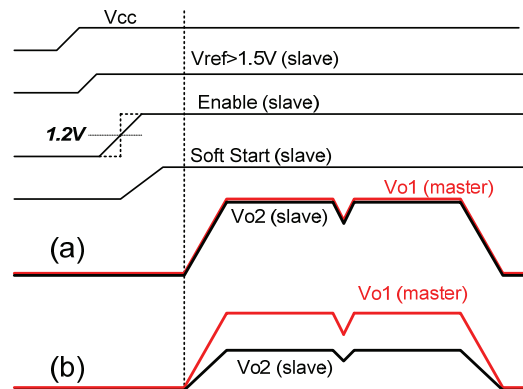 Vcc
Vref>1.5V (slave)
Enable (slave)
1.2V
Soft Start (slave)
Vo1 (master)
Vo2 (slave)
(a)
Vo1 (master)
Vo2 (slave)
(b)